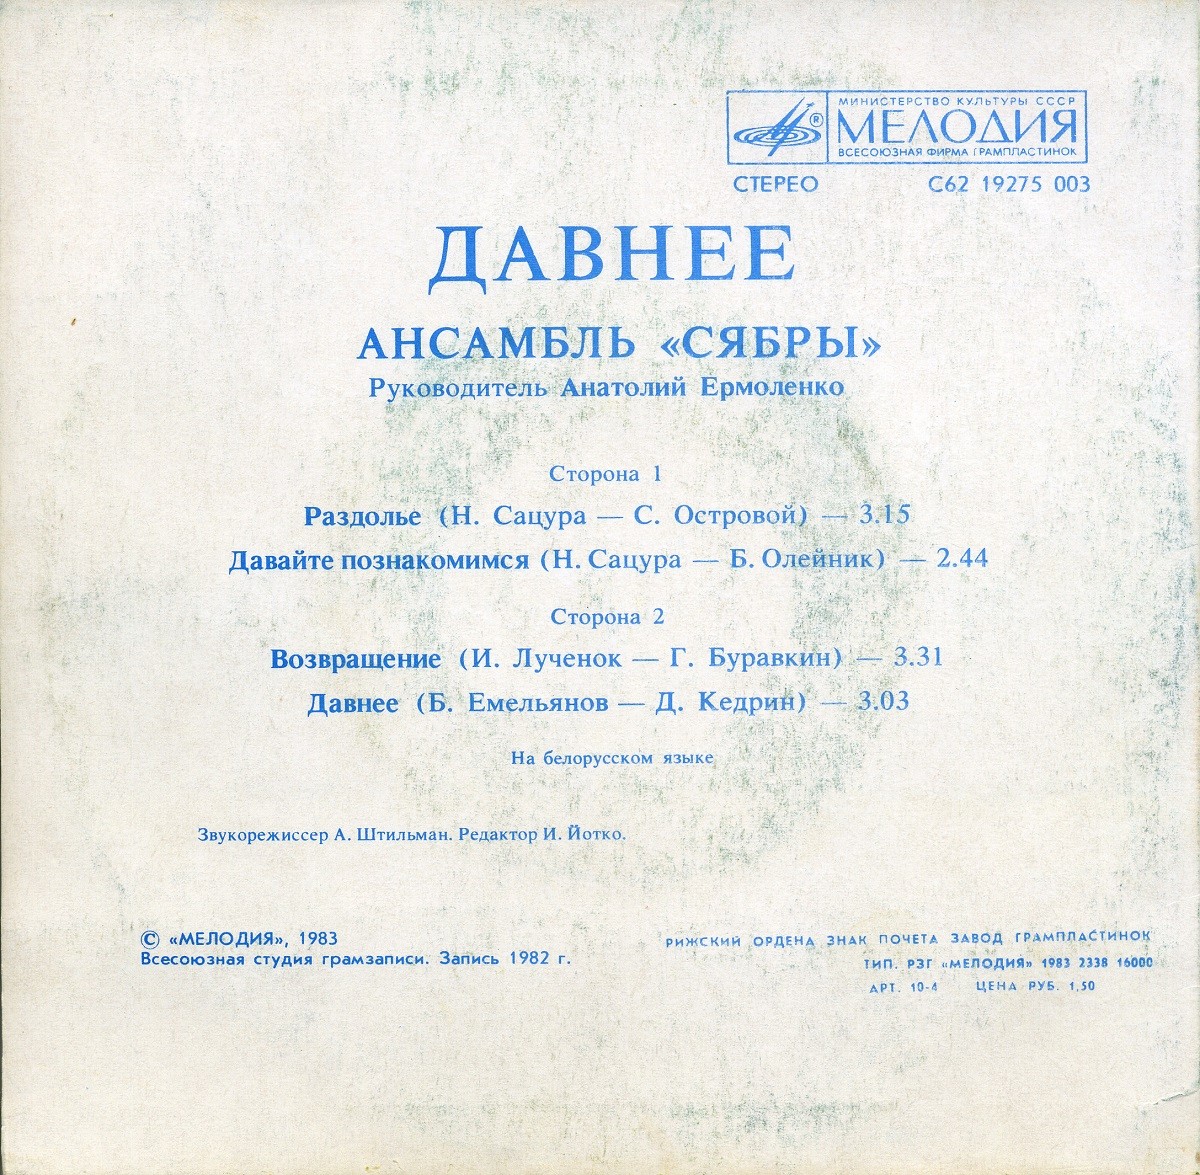 МИНИСТЕРСТВО КУЛЬТУРЫ СССР
МЕЛОДИЯ
®
ВСЕСОЮЗНАЯ ФИРМА ГРАМПЛАСТИНОК
СТЕРЕО С62 19275 003
ДАВНЕЕ
АНСАМБЛЬ «СЯБРЫ»
Руководитель Анатолий Ермоленко
Сторона 1
Раздолье (Н. Сацура — С. Островой) — 3.15
Давайте познакомимся (Н. Сацура — Б. Олейник) — 2.44
Сторона 2
Возвращение (И. Лученок — Г. Буравкин) — 3.31
Давнее (Б. Емельянов — Д. Кедрин) — 3.03
На белорусском языке
Звукорежиссер А. Штильман. Редактор И. Йотко.
© «МЕЛОДИЯ», 1983
Всесоюзная студия грамзаписи. Запись 1982 г.
РИЖСКИЙ ОРДЕНА ЗНАК ПОЧЕТА ЗАВОД ГРАМПЛАСТИНОК
ТИП. РЗГ «МЕЛОДИЯ» 1983 2338 16000
АРТ. 10-4 ЦЕНА РУБ. 1,50